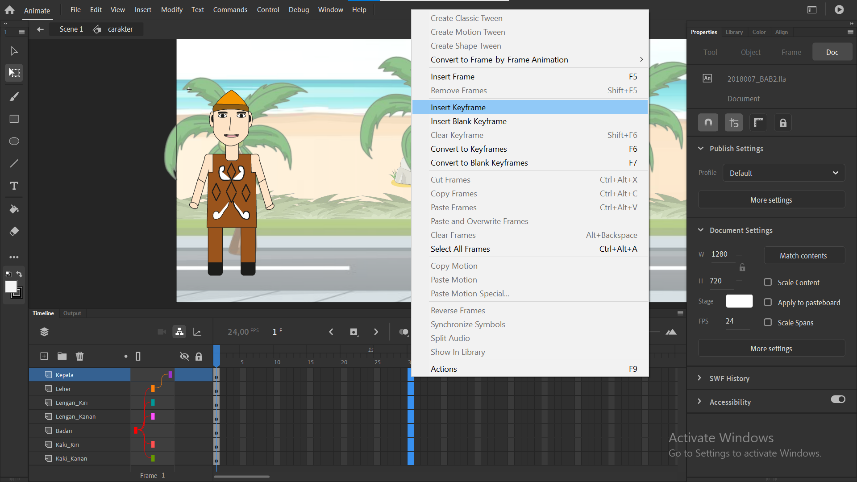 Animate File Edit View Insert Modify Text Commands Control Debug Window Help
Scene 1 carakter
Create Classic Tween
Create Motion Tween
Create Shape Tween
Convert to Frame by Frame Animation
Insert Frame F5
Remove Frames Shift+F5
Insert Keyframe
Insert Blank Keyframe
Clear Keyframe Shift+F6
Convert to Keyframes F6
Convert to Blank Keyframes F7
Cut Frames Ctrl+Alt+X
Copy Frames Ctrl+Alt+C
Paste Frames Ctrl+Alt+V
Paste and Overwrite Frames
Clear Frames Alt+Backspace
Select All Frames Ctrl+Alt+A
Copy Motion
Paste Motion
Paste Motion Special...
Reverse Frames
Synchronize Symbols
Split Audio
Show In Library
Actions F9
Properties Library Color Align
Tool Object Frame Doc
An 2018007_BAB2.fla
Document
Publish Settings
Profile Default
More settings
Document Settings
W 1280 Match contents
H 720 Scale Content
Stage Apply to pasteboard
FPS 24 Scale Spans
More settings
SWF History
Accessibility
Activate Windows
Go to Settings to activate Windows.
Timeline Output
24,00 FPS 1 F
5 10 15 20 25
Kepala
Leher
Lengan_Kiri
Lengan_Kanan
Badan
Kaki_Kiri
Kaki_Kanan
Frame 1